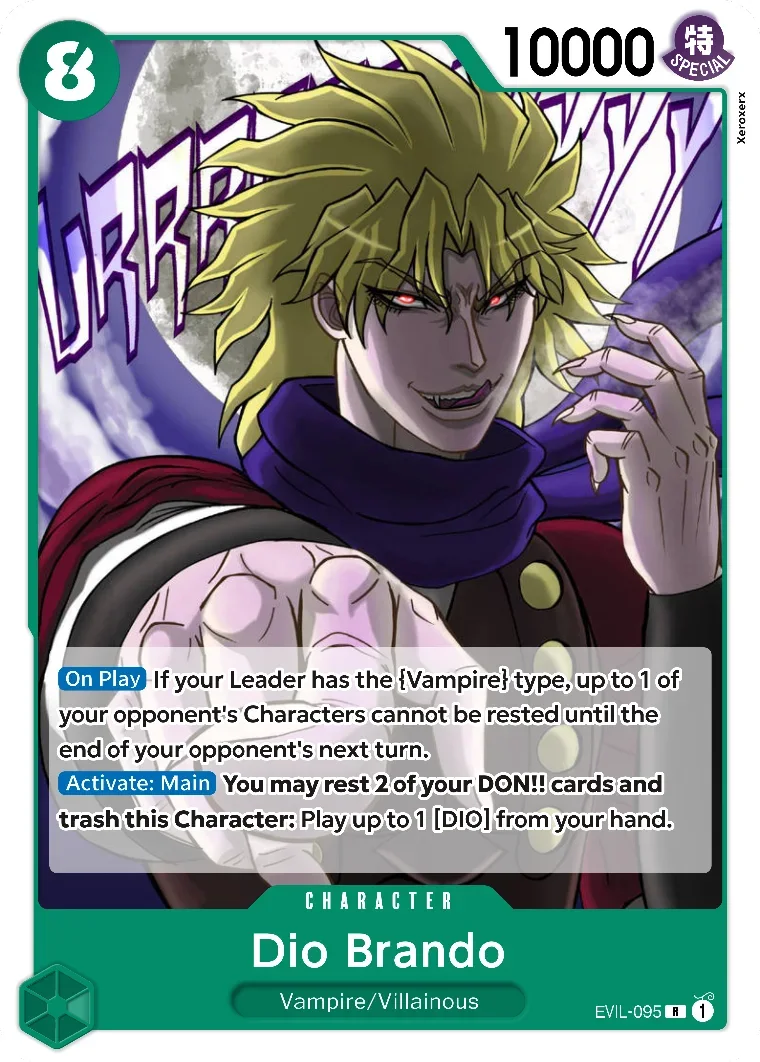 8
10000
特
SPECIAL
Xeroxerx
URRRRYYYY
On Play If your Leader has the {Vampire} type, up to 1 of
your opponent's Characters cannot be rested until the
end of your opponent's next turn.
Activate: Main You may rest 2 of your DON!! cards and
trash this Character: Play up to 1 [DIO] from your hand.
CHARACTER
Dio Brando
Vampire/Villainous
EVIL-095 R 1